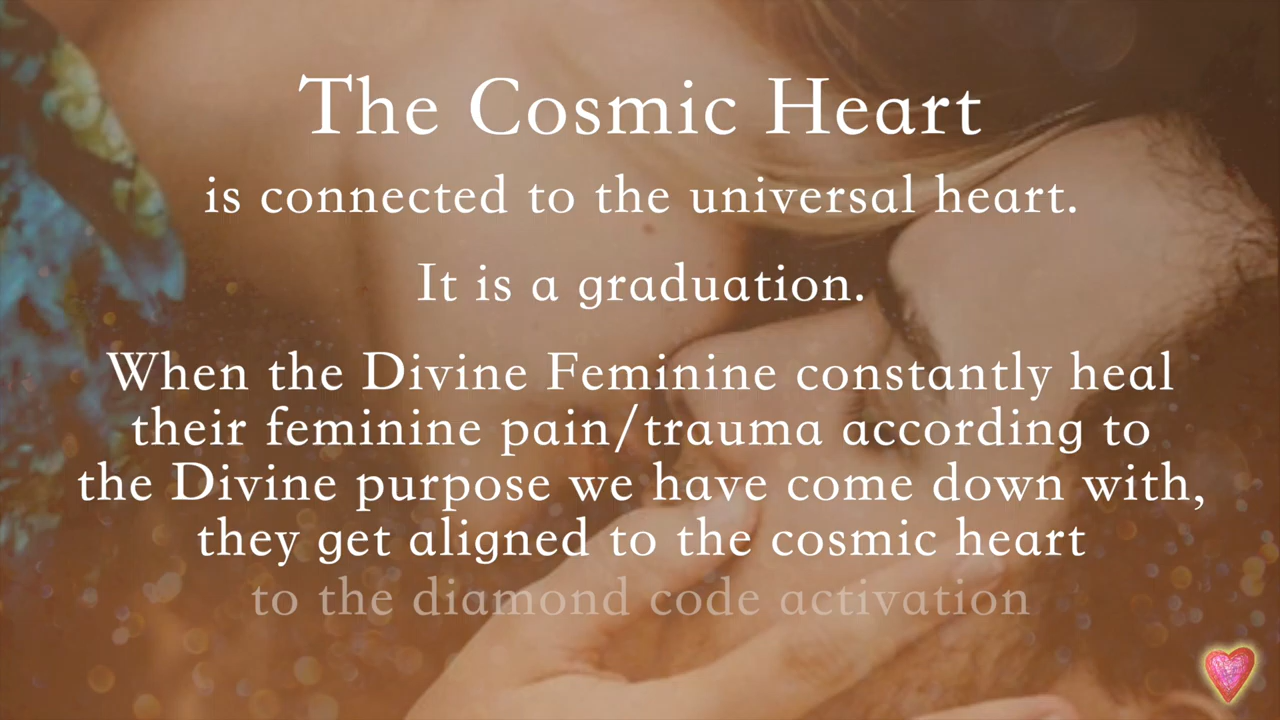 The Cosmic Heart
is connected to the universal heart.
It is a graduation.
When the Divine Feminine constantly heal
their feminine pain/trauma according to
the Divine purpose we have come down with,
they get aligned to the cosmic heart
to the diamond code activation